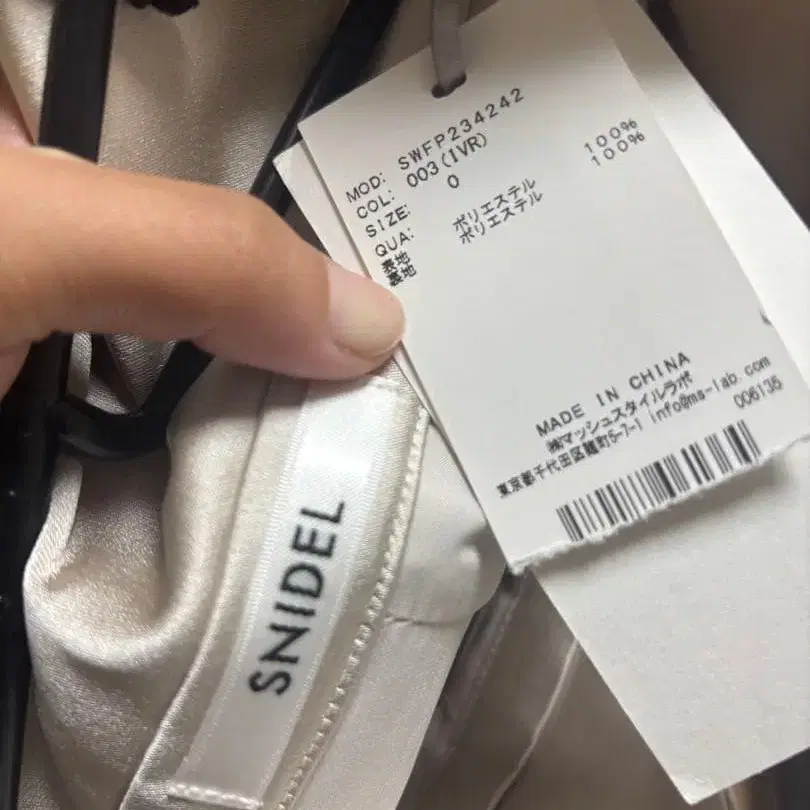 MOD: SWFP234242
COL: 003(IVR)
SIZE: 0
QUA:
表地 ポリエステル 100%
裏地 ポリエステル 100%
MADE IN CHINA
㈱マッシュスタイルラボ
東京都千代田区麹町5-7-1 info@ms-lab.com
006135
SNIDEL